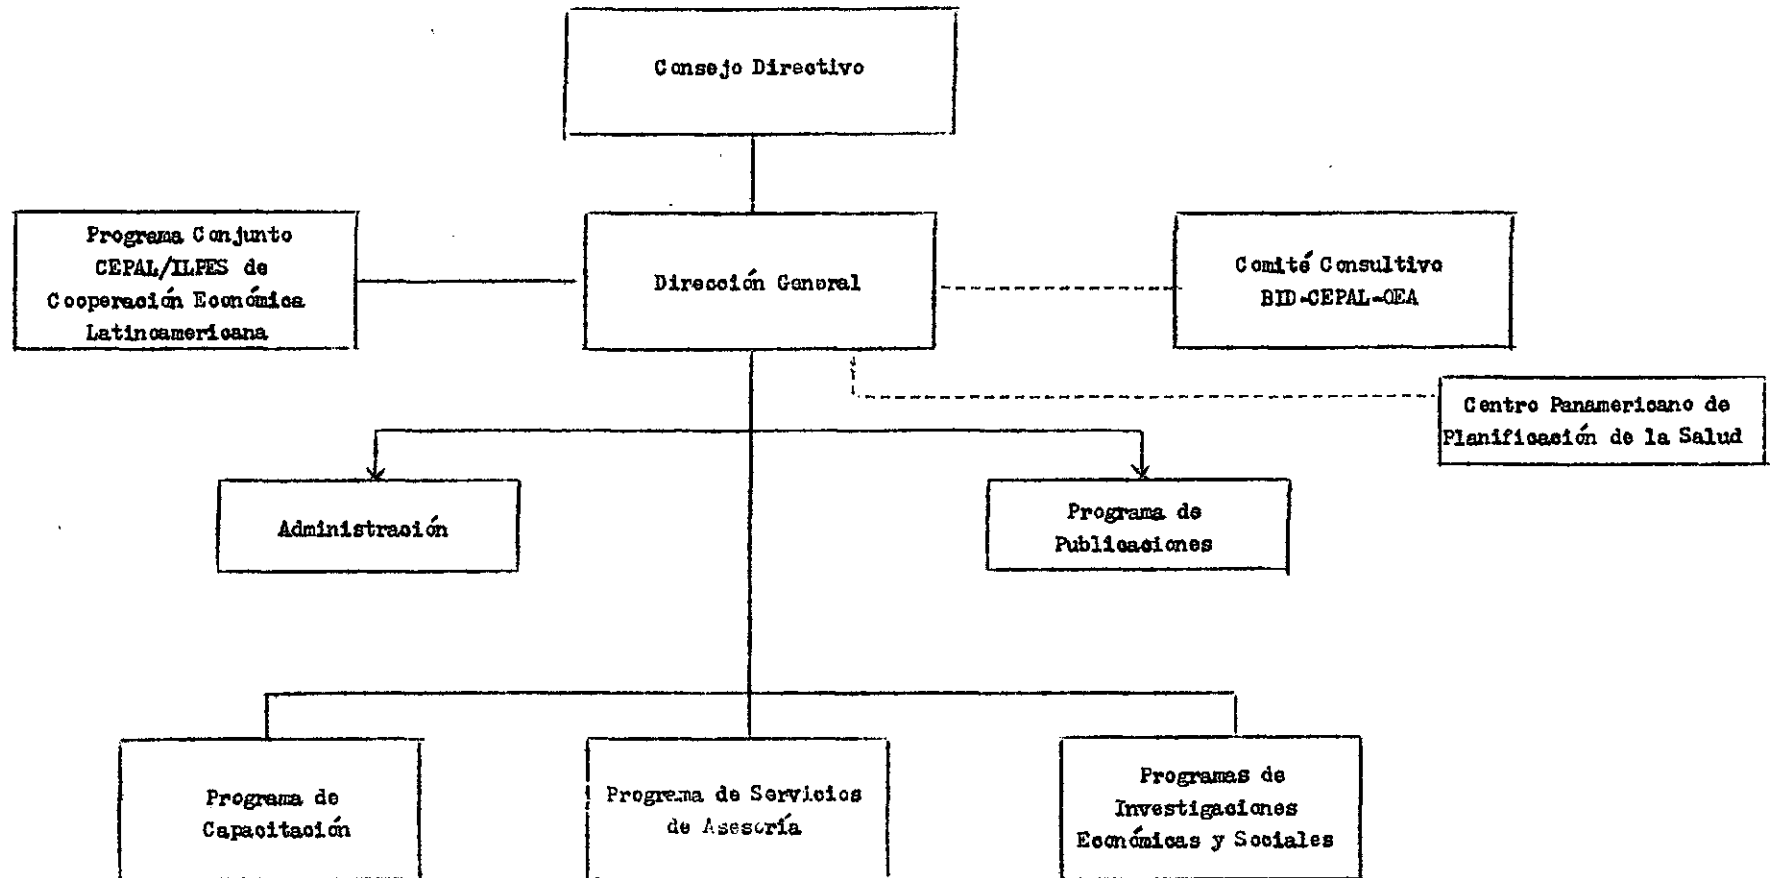 Consejo Directivo
Programa Conjunto
CEPAL/ILPES de
Cooperación Económica
Latinoamericana
Dirección General
Comité Consultivo
BID-CEPAL-OEA
Centro Panamericano de
Planificación de la Salud
Administración
Programa de
Publicaciones
Programa de
Capacitación
Programa de Servicios
de Asesoría
Programas de
Investigaciones
Económicas y Sociales